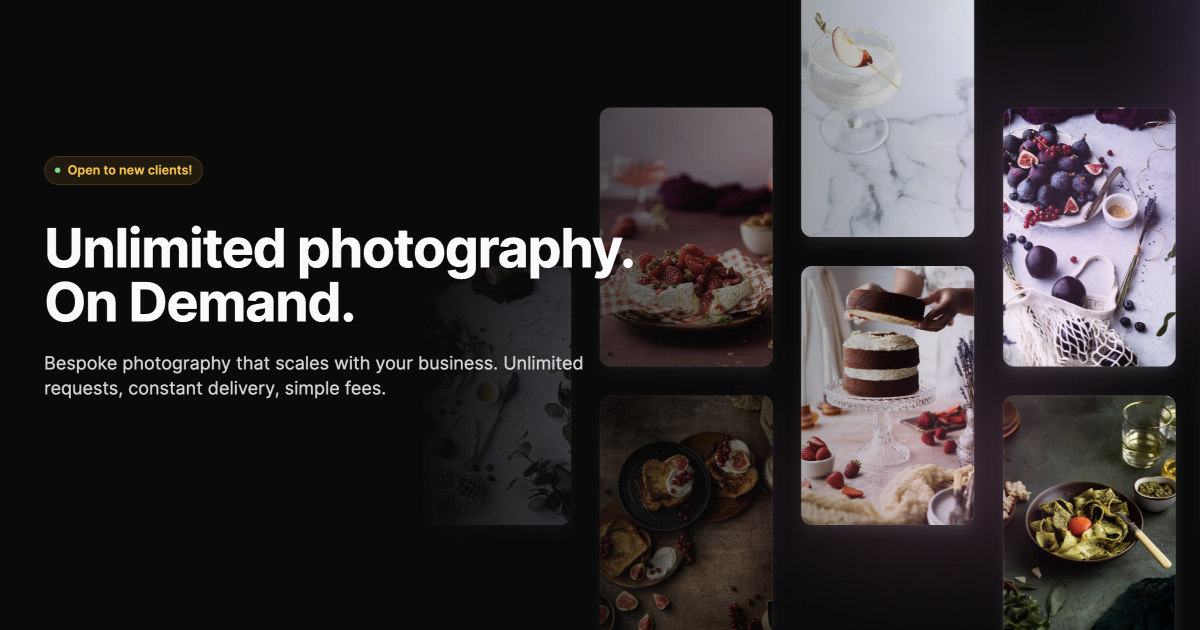 Open to new clients!
Unlimited photography.
On Demand.
Bespoke photography that scales with your business. Unlimited
requests, constant delivery, simple fees.